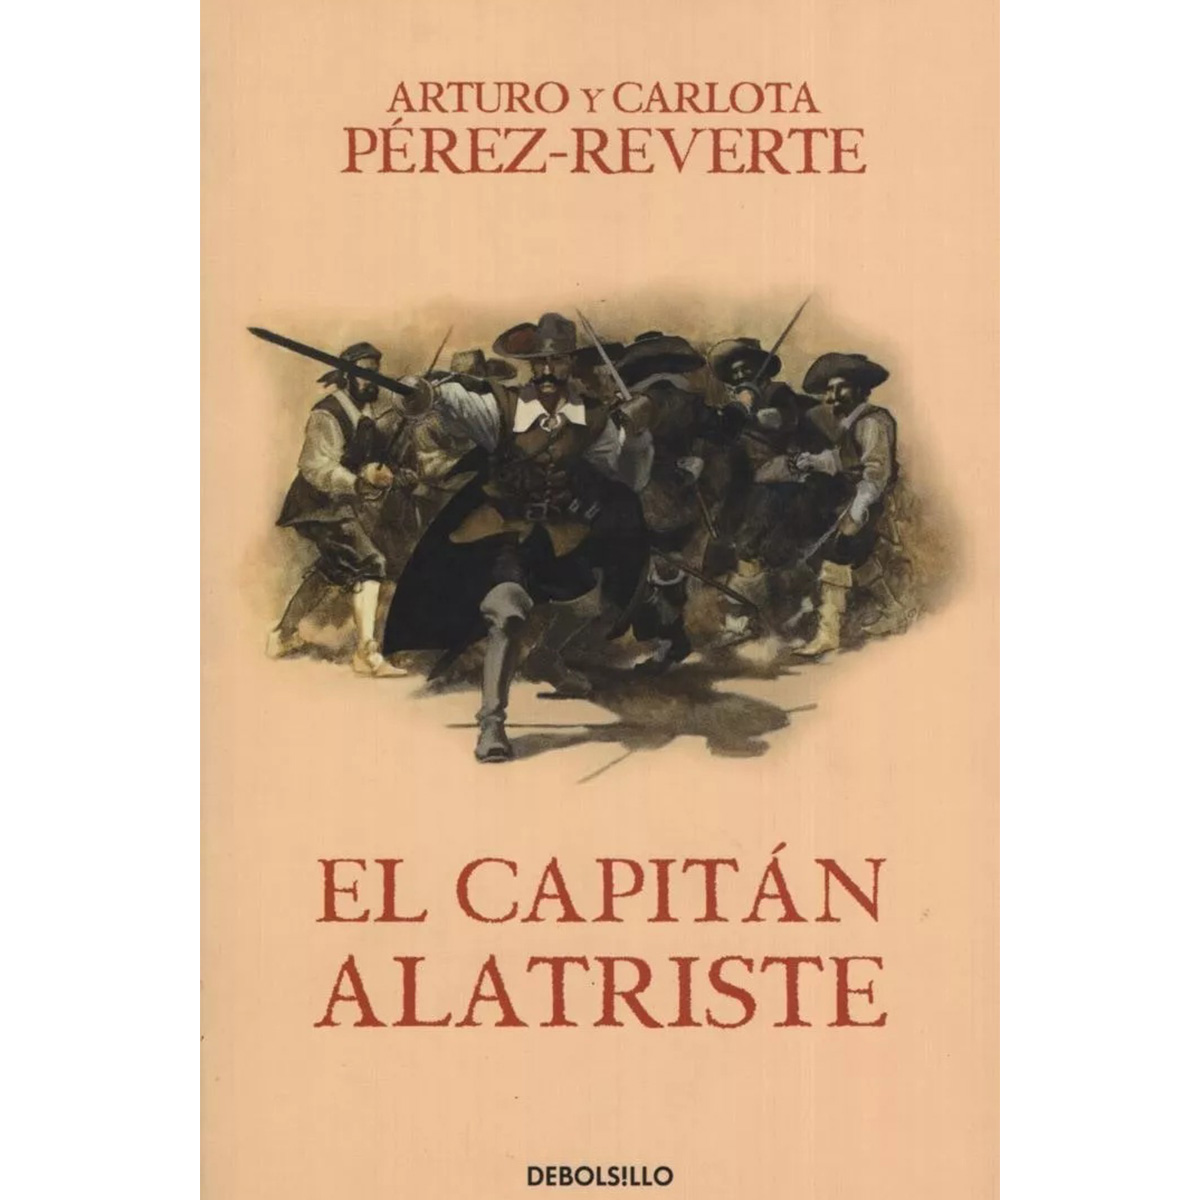 ARTURO Y CARLOTA
PÉREZ-REVERTE
EL CAPITÁN
ALATRISTE
DEBOLS!LLO